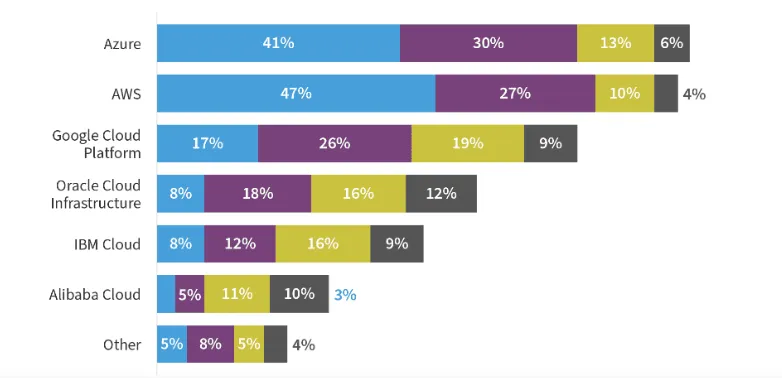 Azure 41% 30% 13% 6%
AWS 47% 27% 10% 4%
Google Cloud
Platform 17% 26% 19% 9%
Oracle Cloud
Infrastructure 8% 18% 16% 12%
IBM Cloud 8% 12% 16% 9%
Alibaba Cloud 5% 11% 10% 3%
Other 5% 8% 5% 4%